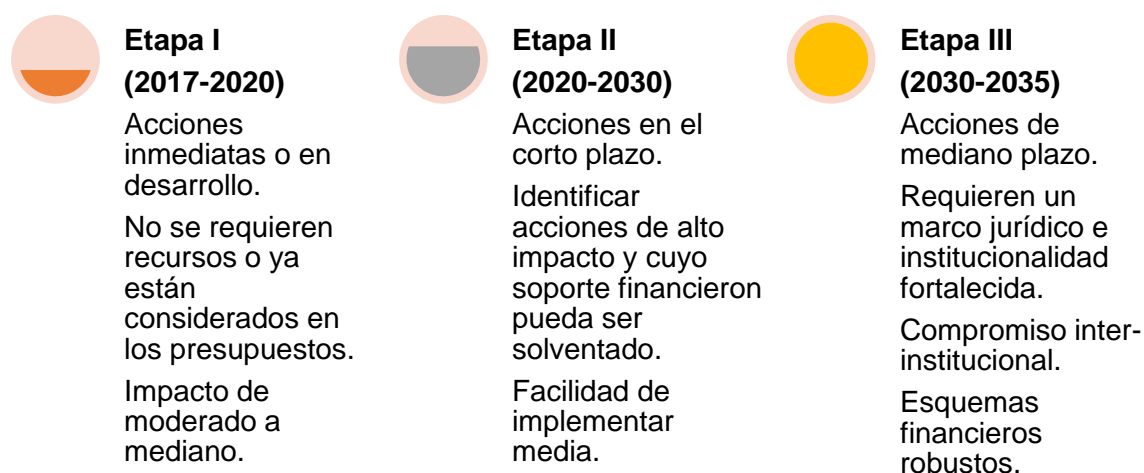 Etapa I
(2017-2020)
Acciones
inmediatas o en
desarrollo.
No se requieren
recursos o ya
están
considerados en
los presupuestos.
Impacto de
moderado a
mediano.
Etapa II
(2020-2030)
Acciones en el
corto plazo.
Identificar
acciones de alto
impacto y cuyo
soporte financieron
pueda ser
solventado.
Facilidad de
implementar
media.
Etapa III
(2030-2035)
Acciones de
mediano plazo.
Requieren un
marco jurídico e
institucionalidad
fortalecida.
Compromiso inter-
institucional.
Esquemas
financieros
robustos.